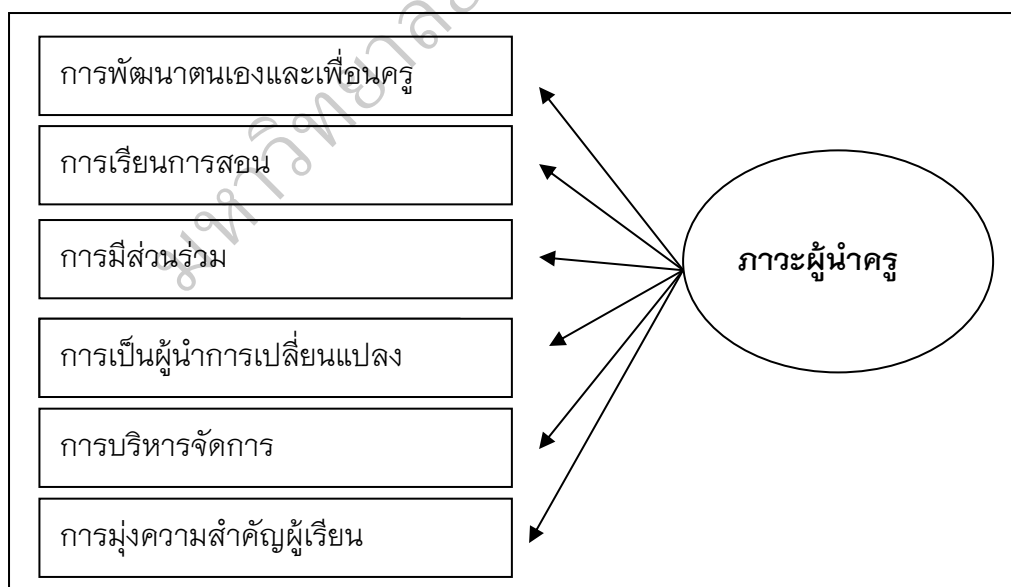 การพัฒนาตนเองและเพื่อนครู
การเรียนการสอน
การมีส่วนร่วม
ภาวะผู้นำครู
การเป็นผู้นำการเปลี่ยนแปลง
การบริหารจัดการ
การมุ่งความสำคัญผู้เรียน